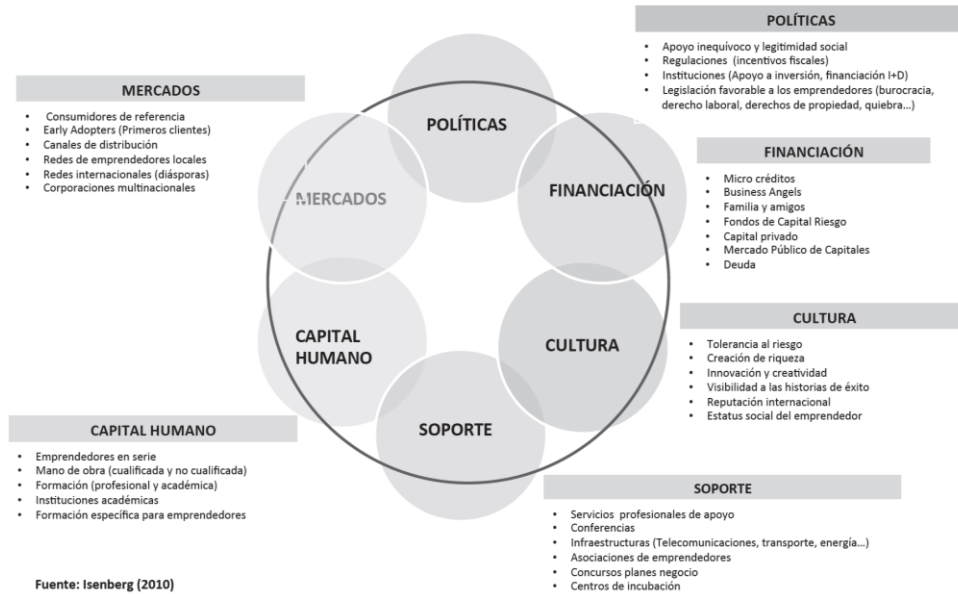 POLÍTICAS
• Apoyo inequívoco y legitimidad social
• Regulaciones (incentivos fiscales)
• Instituciones (Apoyo a inversión, financiación I+D)
• Legislación favorable a los emprendedores (burocracia,
derecho laboral, derechos de propiedad, quiebra...)
MERCADOS
• Consumidores de referencia
• Early Adopters (Primeros clientes)
• Canales de distribución
• Redes de emprendedores locales
• Redes internacionales (diásporas)
• Corporaciones multinacionales
POLÍTICAS
MERCADOS
FINANCIACIÓN
CAPITAL
HUMANO
CULTURA
SOPORTE
FINANCIACIÓN
• Micro créditos
• Business Angels
• Familia y amigos
• Fondos de Capital Riesgo
• Capital privado
• Mercado Público de Capitales
• Deuda
CULTURA
• Tolerancia al riesgo
• Creación de riqueza
• Innovación y creatividad
• Visibilidad a las historias de éxito
• Reputación internacional
• Estatus social del emprendedor
CAPITAL HUMANO
• Emprendedores en serie
• Mano de obra (cualificada y no cualificada)
• Formación (profesional y académica)
• Instituciones académicas
• Formación específica para emprendedores
SOPORTE
• Servicios profesionales de apoyo
• Conferencias
• Infraestructuras (Telecomunicaciones, transporte, energía...)
• Asociaciones de emprendedores
• Concursos planes negocio
• Centros de incubación
Fuente: Isenberg (2010)